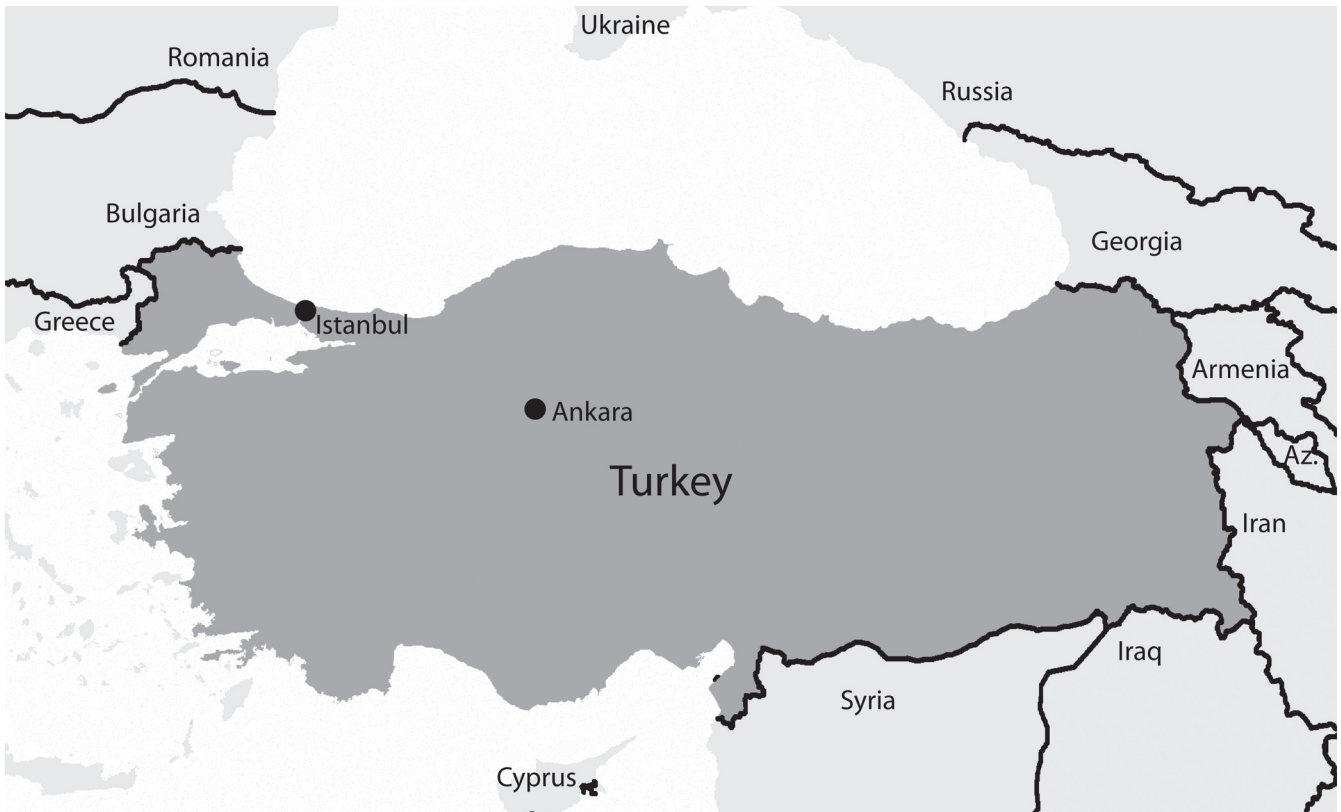 Ukraine
Romania
Russia
Bulgaria
Georgia
Greece
Istanbul
Armenia
Ankara
Az.
Turkey
Iran
Iraq
Syria
Cyprus